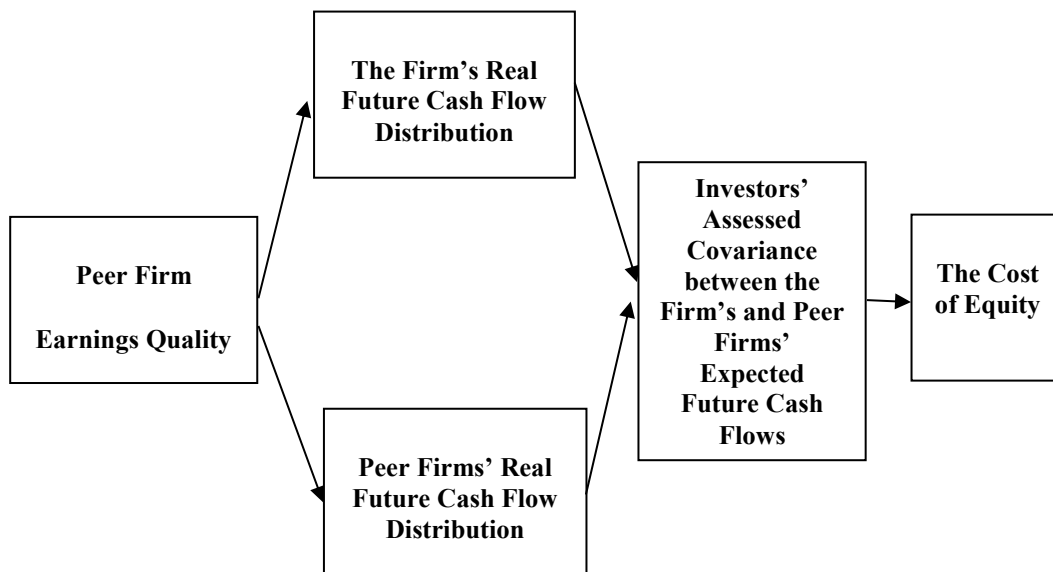 The Firm’s Real
Future Cash Flow
Distribution
Peer Firm
Earnings Quality
Peer Firms’ Real
Future Cash Flow
Distribution
Investors’
Assessed
Covariance
between the
Firm’s and Peer
Firms’
Expected
Future Cash
Flows
The Cost
of Equity